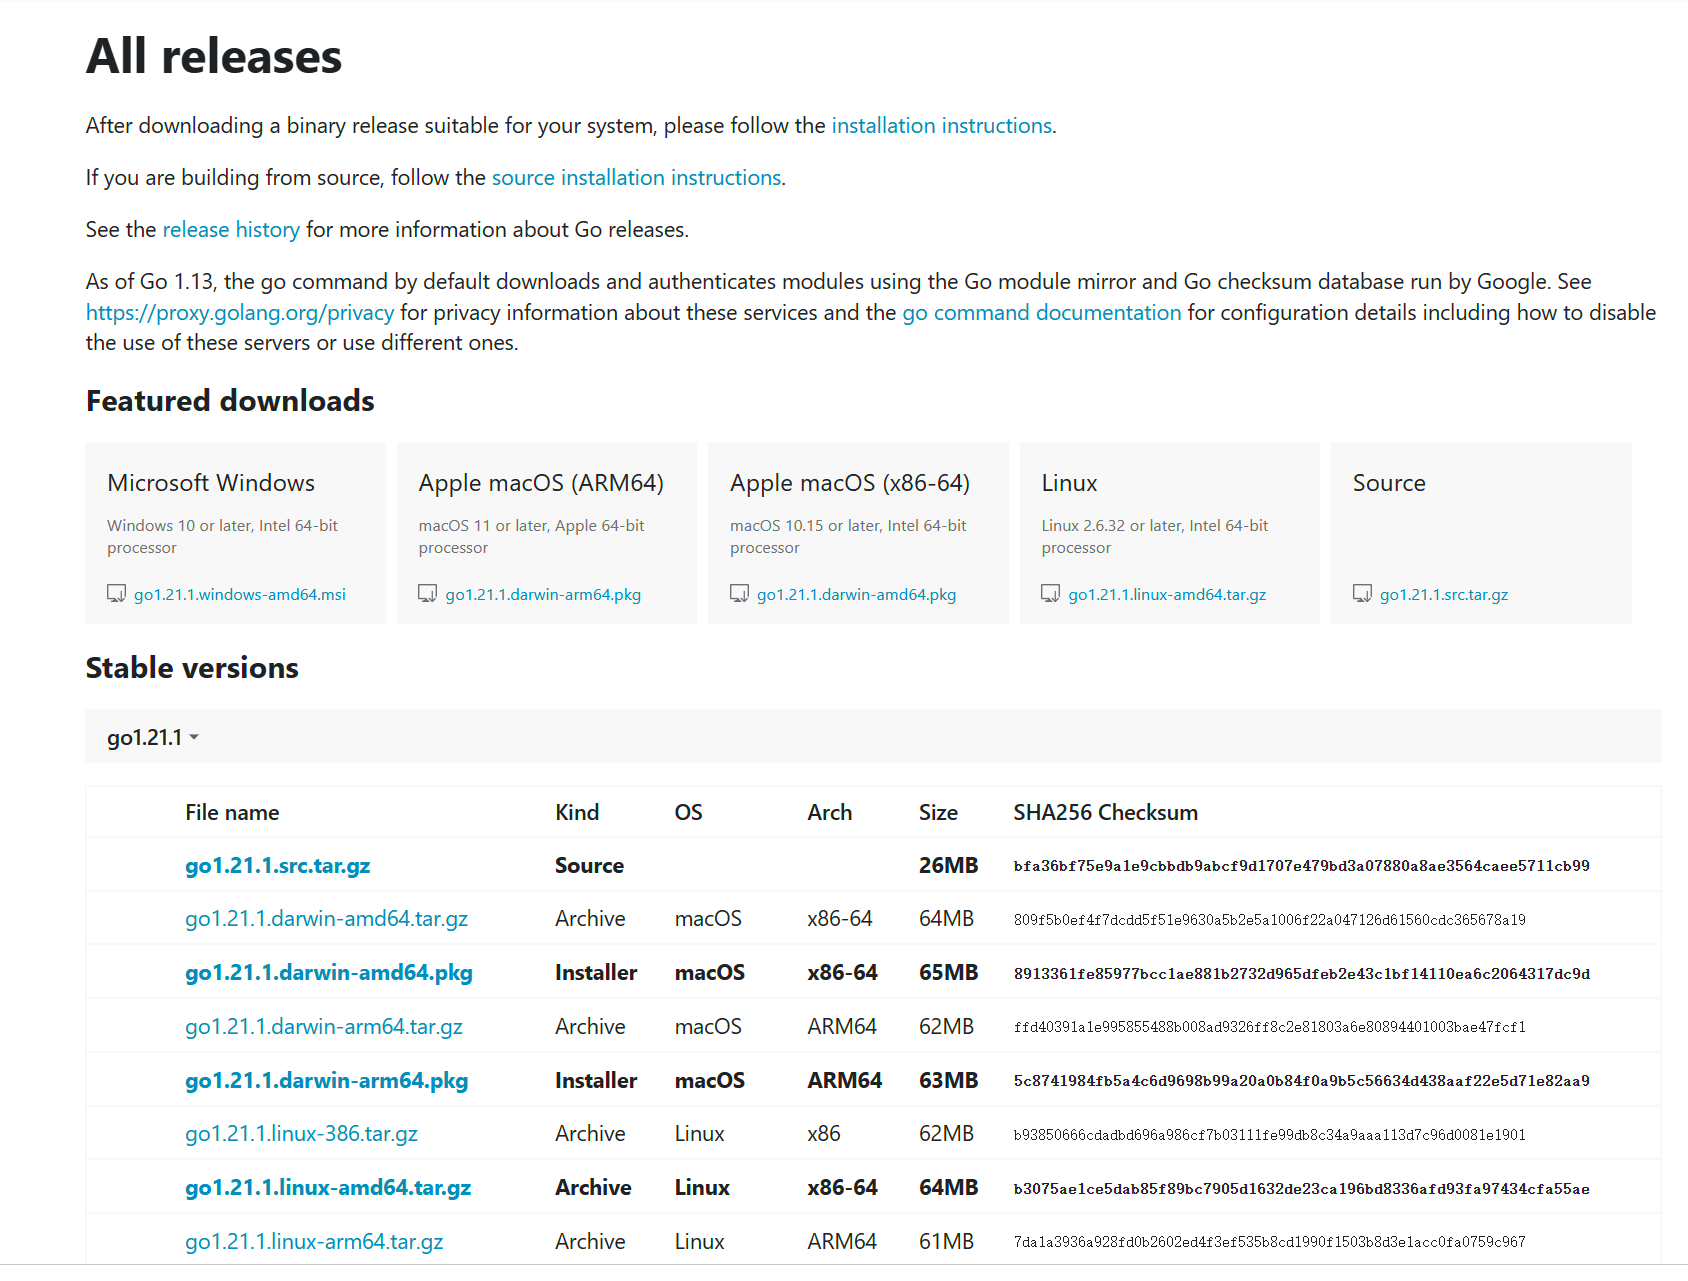 All releases
After downloading a binary release suitable for your system, please follow the installation instructions.
If you are building from source, follow the source installation instructions.
See the release history for more information about Go releases.
As of Go 1.13, the go command by default downloads and authenticates modules using the Go module mirror and Go checksum database run by Google. See
https://proxy.golang.org/privacy for privacy information about these services and the go command documentation for configuration details including how to disable
the use of these servers or use different ones.
Featured downloads
Microsoft Windows
Windows 10 or later, Intel 64-bit
processor
go1.21.1.windows-amd64.msi
Apple macOS (ARM64)
macOS 11 or later, Apple 64-bit
processor
go1.21.1.darwin-arm64.pkg
Apple macOS (x86-64)
macOS 10.15 or later, Intel 64-bit
processor
go1.21.1.darwin-amd64.pkg
Linux
Linux 2.6.32 or later, Intel 64-bit
processor
go1.21.1.linux-amd64.tar.gz
Source
go1.21.1.src.tar.gz
Stable versions
go1.21.1
File name Kind OS Arch Size SHA256 Checksum
go1.21.1.src.tar.gz Source 26MB bfa36bf75e9a1e9cbbdb9abcf9d1707e479bd3a07880a8ae3564caee5711cb99
go1.21.1.darwin-amd64.tar.gz Archive macOS x86-64 64MB 809f5b0ef4f7dcdd5f51e9630a5b2e5a1006f22a047126d61560cdc365678a19
go1.21.1.darwin-amd64.pkg Installer macOS x86-64 65MB 8913361fe85977bcc1ae881b2732d965dfeb2e43c1bf14110ea6c2064317dc9d
go1.21.1.darwin-arm64.tar.gz Archive macOS ARM64 62MB ffd40391a1e995855488b008ad9326ff8c2e81803a6e80894401003bae47fcf1
go1.21.1.darwin-arm64.pkg Installer macOS ARM64 63MB 5c8741984fb5a4c6d9698b99a20a0b84f0a9b5c56634d438aaf22e5d71e82aa9
go1.21.1.linux-386.tar.gz Archive Linux x86 62MB b93850666cdadbd696a986cf7b03111fe99db8c34a9aaa113d7c96d0081e1901
go1.21.1.linux-amd64.tar.gz Archive Linux x86-64 64MB b3075ae1ce5dab85f89bc7905d1632de23ca196bd8336afd93fa97434cfa55ae
go1.21.1.linux-arm64.tar.gz Archive Linux ARM64 61MB 7da1a3936a928fd0b2602ed4f3ef535b8cd1990f1503b8d3e1acc0fa0759c967